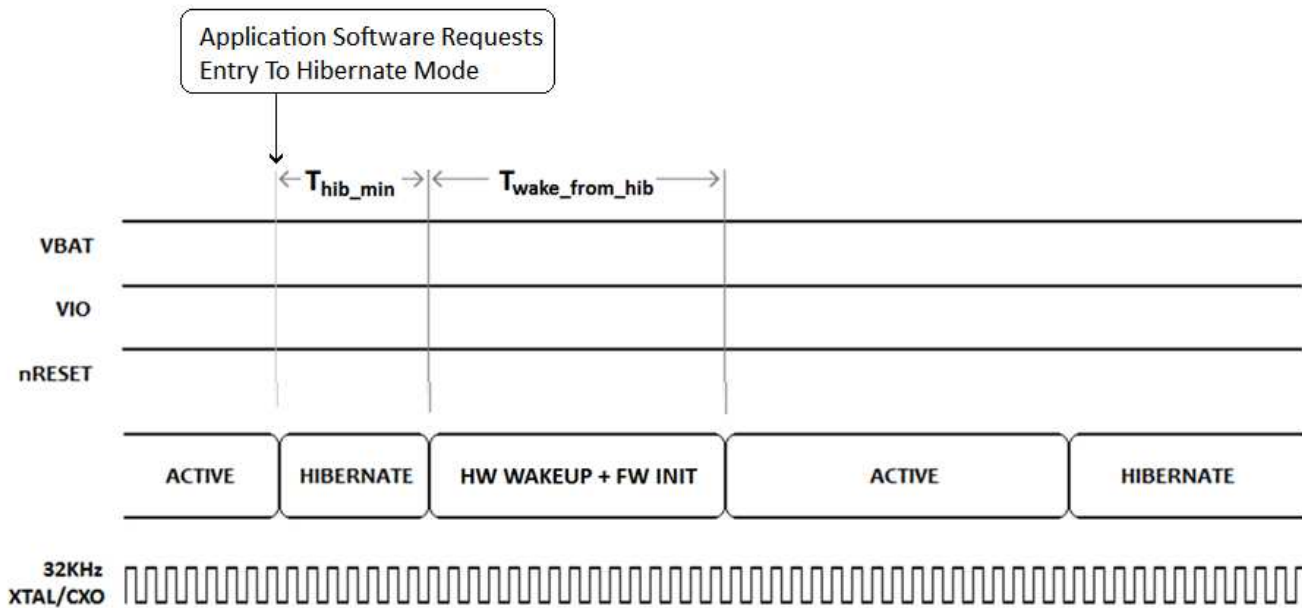 Application Software Requests
Entry To Hibernate Mode
Thib_min
Twake_from_hib
VBAT
VIO
nRESET
ACTIVE
HIBERNATE
HW WAKEUP + FW INIT
ACTIVE
HIBERNATE
32KHz
XTAL/CXO